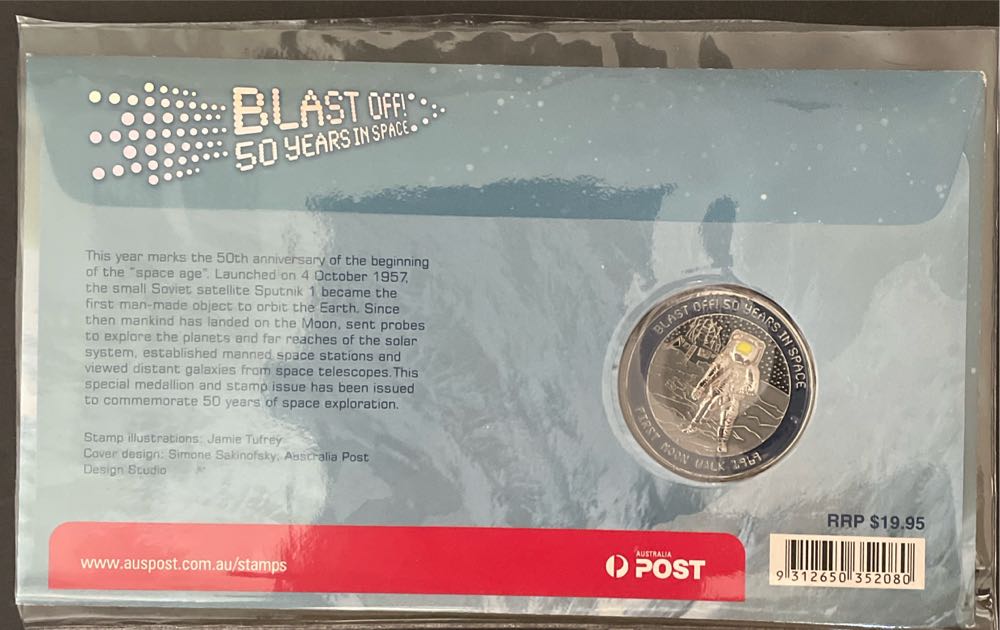 BLAST OFF!
50 YEARS IN SPACE
This year marks the 50th anniversary of the beginning
of the "space age". Launched on 4 October 1957,
the small Soviet satellite Sputnik 1 became the
first man-made object to orbit the Earth. Since
then mankind has landed on the Moon, sent probes
to explore the planets and far reaches of the solar
system, established manned space stations and
viewed distant galaxies from space telescopes. This
special medallion and stamp issue has been issued
to commemorate 50 years of space exploration.
Stamp illustrations: Jamie Tufrey
Cover design: Simone Sakinofsky, Australia Post
Design Studio
BLAST OFF! 50 YEARS IN SPACE
FIRST MOON WALK 1969
RRP $19.95
www.auspost.com.au/stamps
AUSTRALIA
POST
9 312650 352080